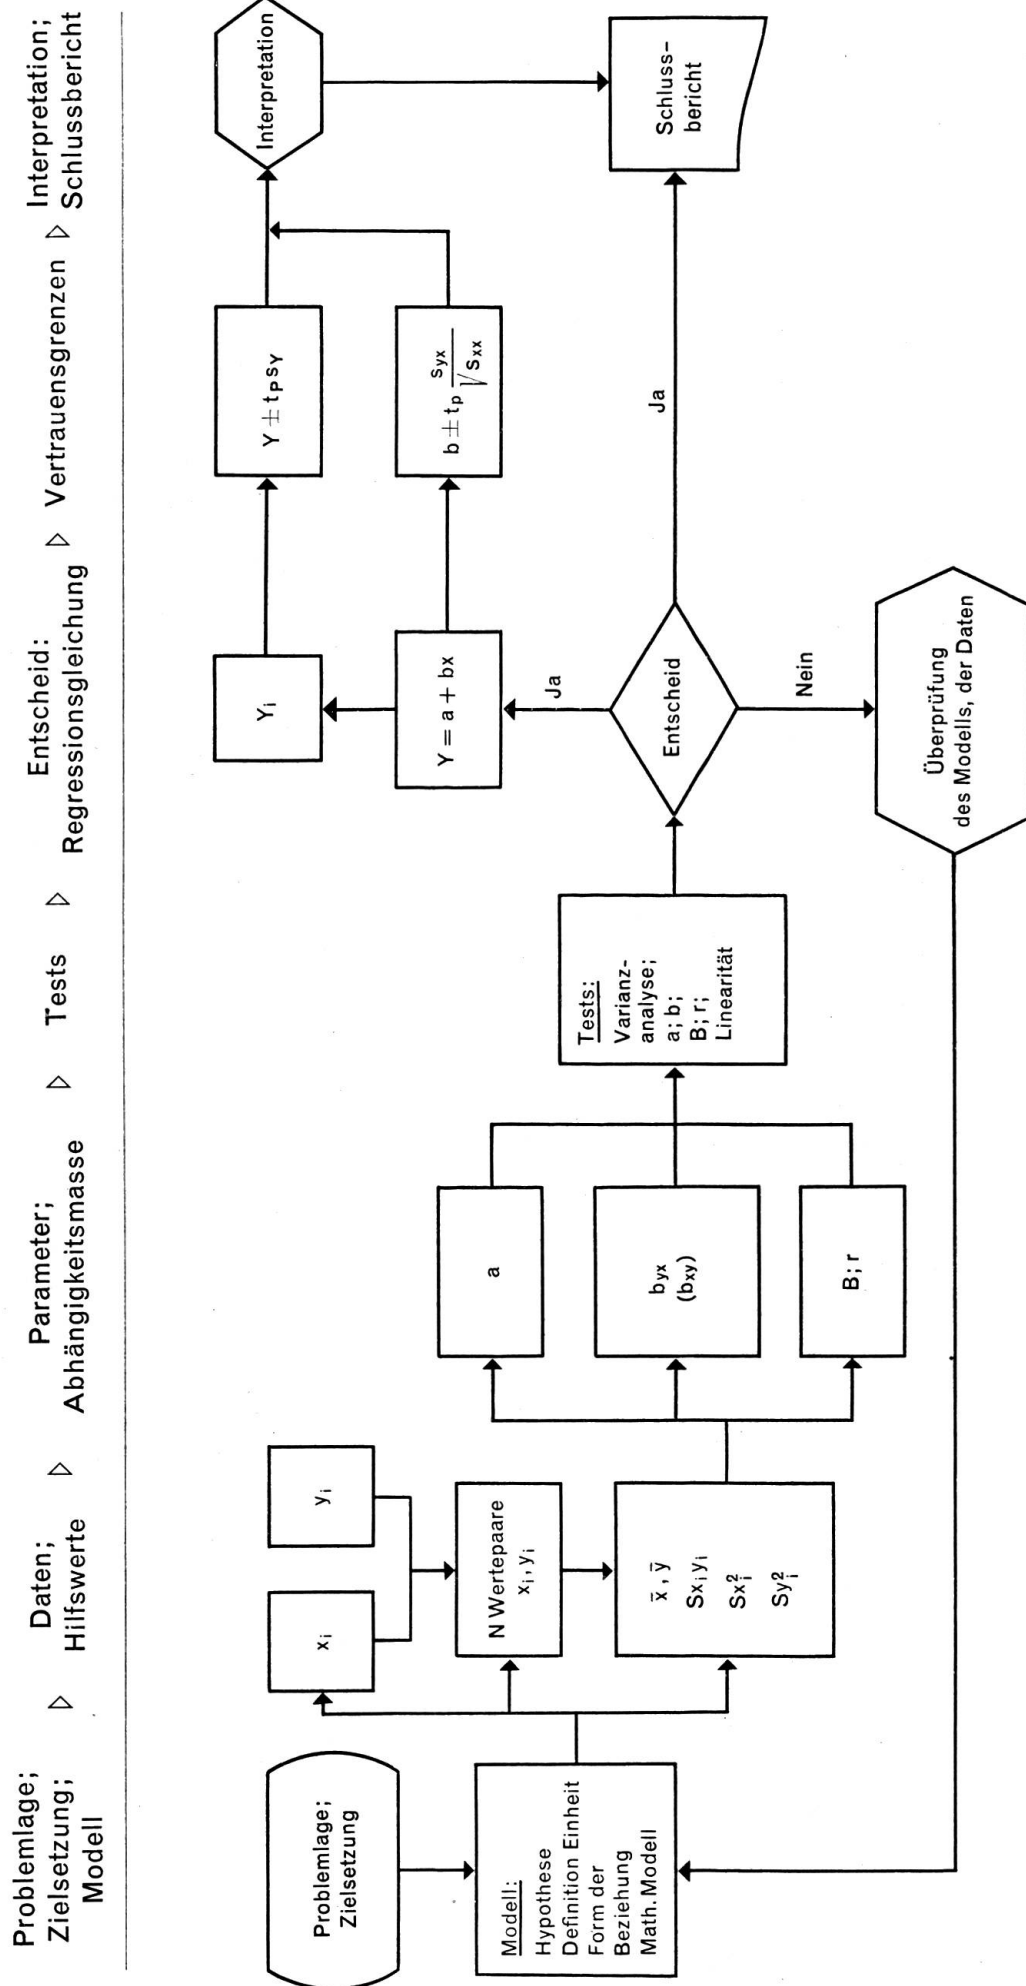 Problemlage;
Zielsetzung;
Modell
▷
Daten;
Hilfswerte
▷
Parameter;
Abhängigkeitsmasse
▷
Tests
▷
Entscheid:
Regressionsgleichung
▷
Vertrauensgrenzen
▷
Interpretation;
Schlussbericht
Problemlage;
Zielsetzung
Modell:
Hypothese
Definition Einheit
Form der
Beziehung
Math. Modell
xi
yi
N Wertepaare
xi, yi
x̄, ȳ
Sxiyi
Sxi²
Syi²
a
byx
(bxy)
B; r
Tests:
Varianz-
analyse;
a; b;
B; r;
Linearität
Entscheid
Ja
Nein
Ja
Y = a + bx
Yi
Y ± tP sY
b ± tp syx / √Sxx
Interpretation
Schluss-
bericht
Überprüfung
des Modells, der Daten